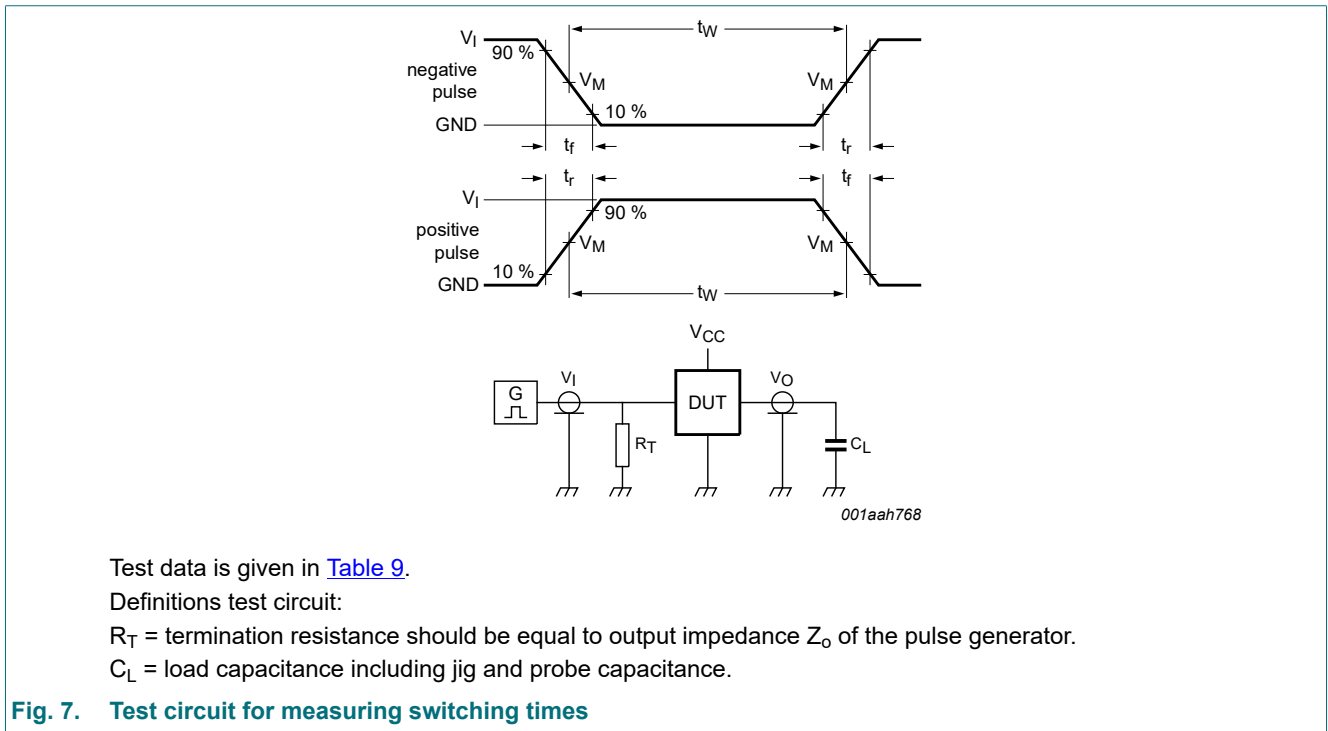 V_I
90 %
t_W
negative pulse
V_M
V_M
10 %
GND
t_f
t_r
t_r
t_f
V_I
90 %
positive pulse
V_M
V_M
10 %
GND
t_W
V_CC
G
V_I
DUT
V_O
R_T
C_L
001aah768
Test data is given in Table 9.
Definitions test circuit:
R_T = termination resistance should be equal to output impedance Z_o of the pulse generator.
C_L = load capacitance including jig and probe capacitance.
Fig. 7. Test circuit for measuring switching times